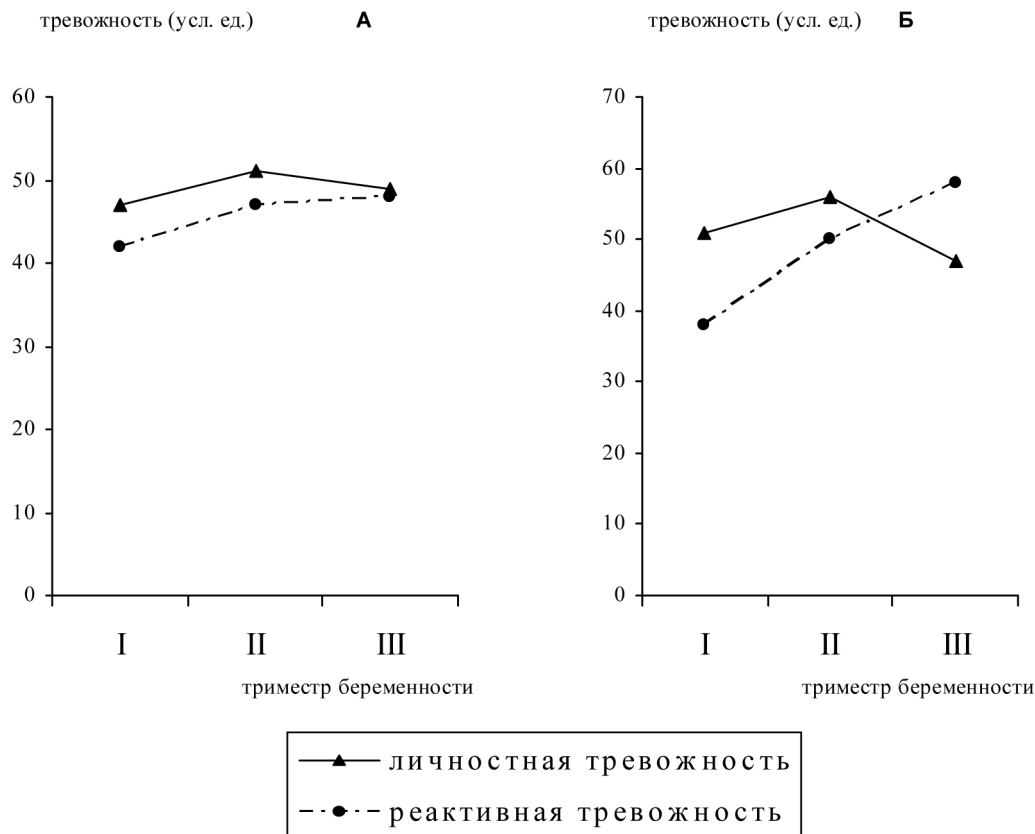 тревожность (усл. ед.) А
60
50
40
30
20
10
0
I II III
триместр беременности
тревожность (усл. ед.) Б
70
60
50
40
30
20
10
0
I II III
триместр беременности
личностная тревожность
реактивная тревожность